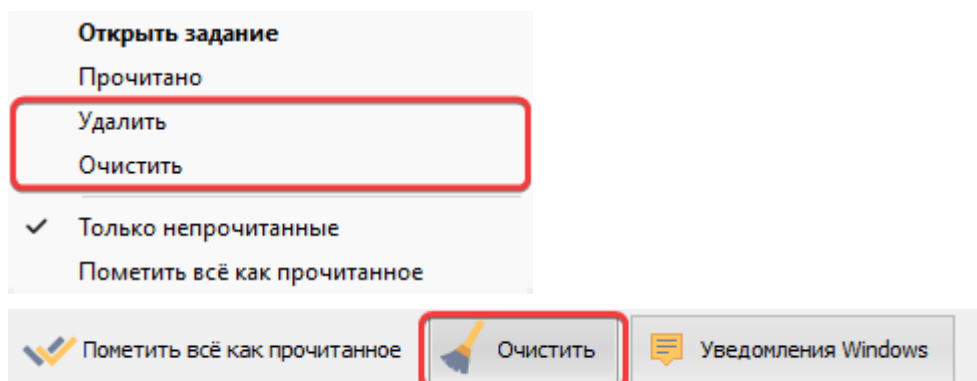 Открыть задание
Прочитано
Удалить
Очистить
Только непрочитанные
Пометить всё как прочитанное
Пометить всё как прочитанное Очистить Уведомления Windows